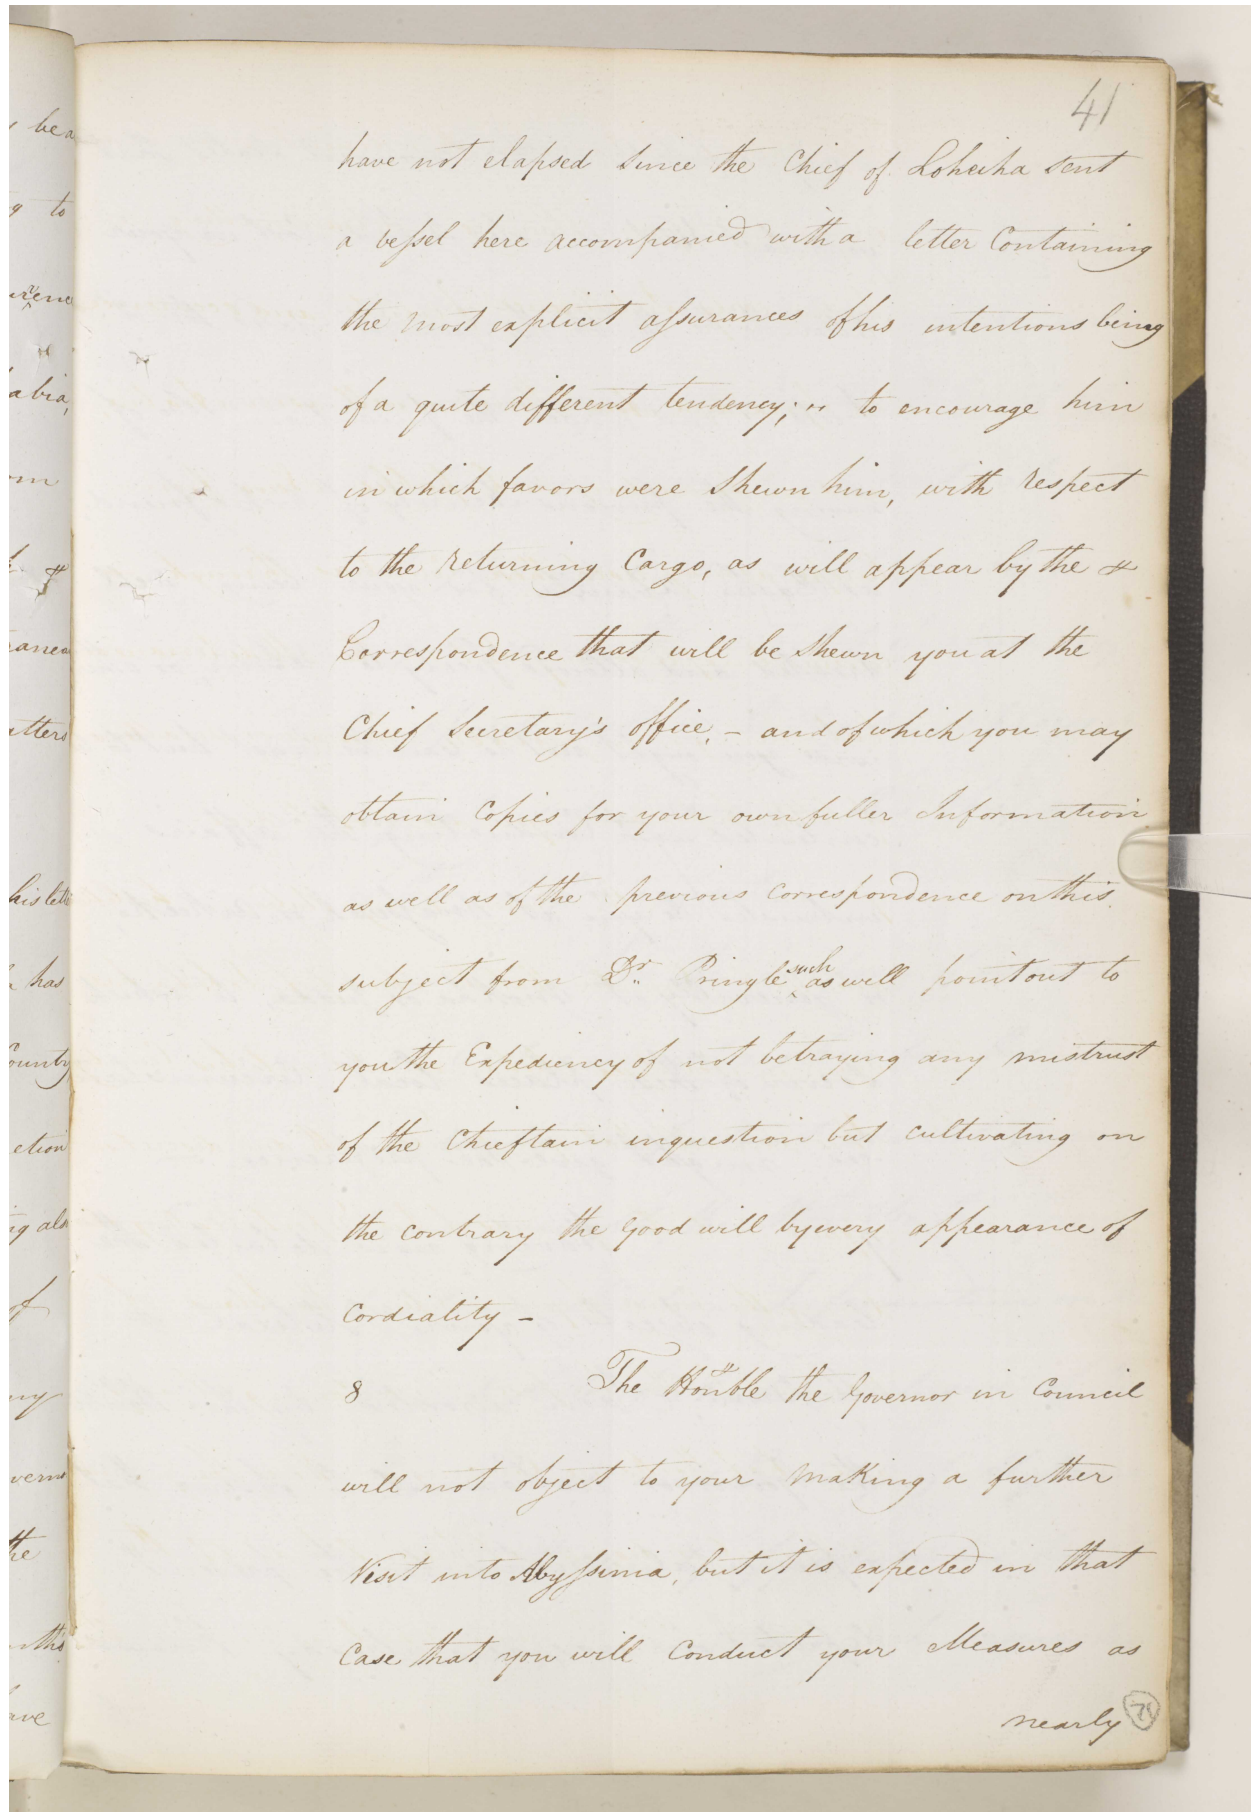 41
have not elapsed since the Chief of Loheiha sent
a vessel here accompanied with a letter Containing
the most explicit assurances of his intentions being
of a quite different tendency; to encourage him
in which favors were shewn him, with respect
to the returning Cargo, as will appear by the
Correspondence that will be shewn you at the
Chief Secretary's office, - and of which you may
obtain Copies for your own fuller Information
as well as of the previous correspondence on this
subject from Dr. Pringle such as will point out to
you the Expediency of not betraying any mistrust
of the Chieftain in question but cultivating on
the contrary the good will by every appearance of
Cordiality -
8 The Honble the Governor in Council
will not object to your making a further
Visit into Abyssinia, but it is expected in that
Case that you will Conduct your Measures as
nearly